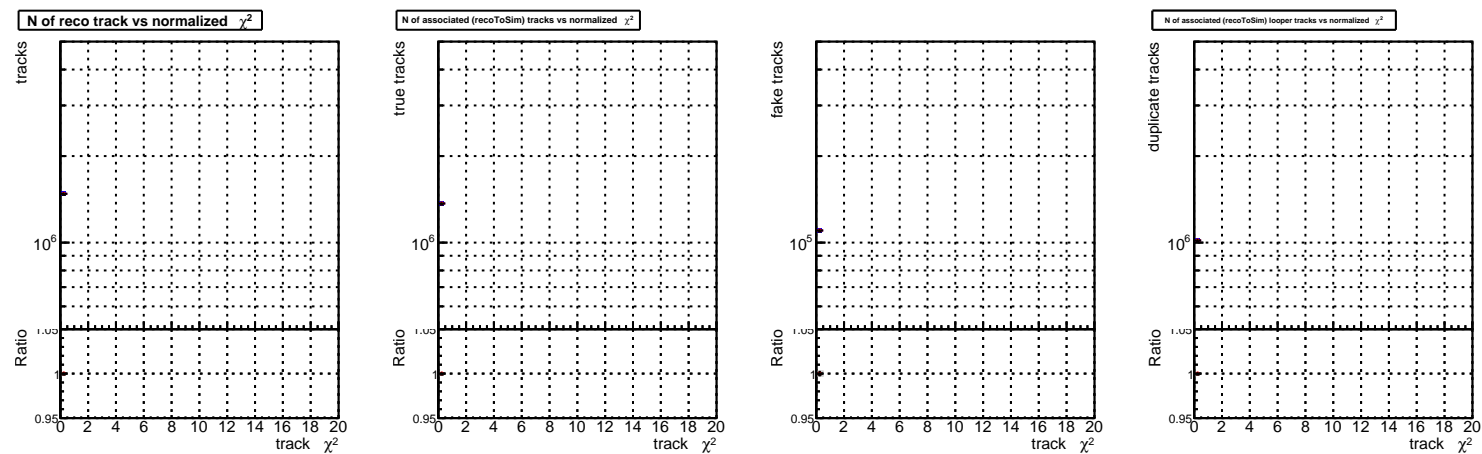 N of reco track vs normalized χ²
tracks
10⁶
1.05
Ratio
1
0.95
0 2 4 6 8 10 12 14 16 18 20
track χ²
N of associated (recoToSim) tracks vs normalized χ²
true tracks
10⁶
1.05
Ratio
1
0.95
0 2 4 6 8 10 12 14 16 18 20
track χ²
fake tracks
10⁵
1.05
Ratio
1
0.95
0 2 4 6 8 10 12 14 16 18 20
track χ²
N of associated (recoToSim) looper tracks vs normalized χ²
duplicate tracks
10⁶
1.05
Ratio
1
0.95
0 2 4 6 8 10 12 14 16 18 20
track χ²